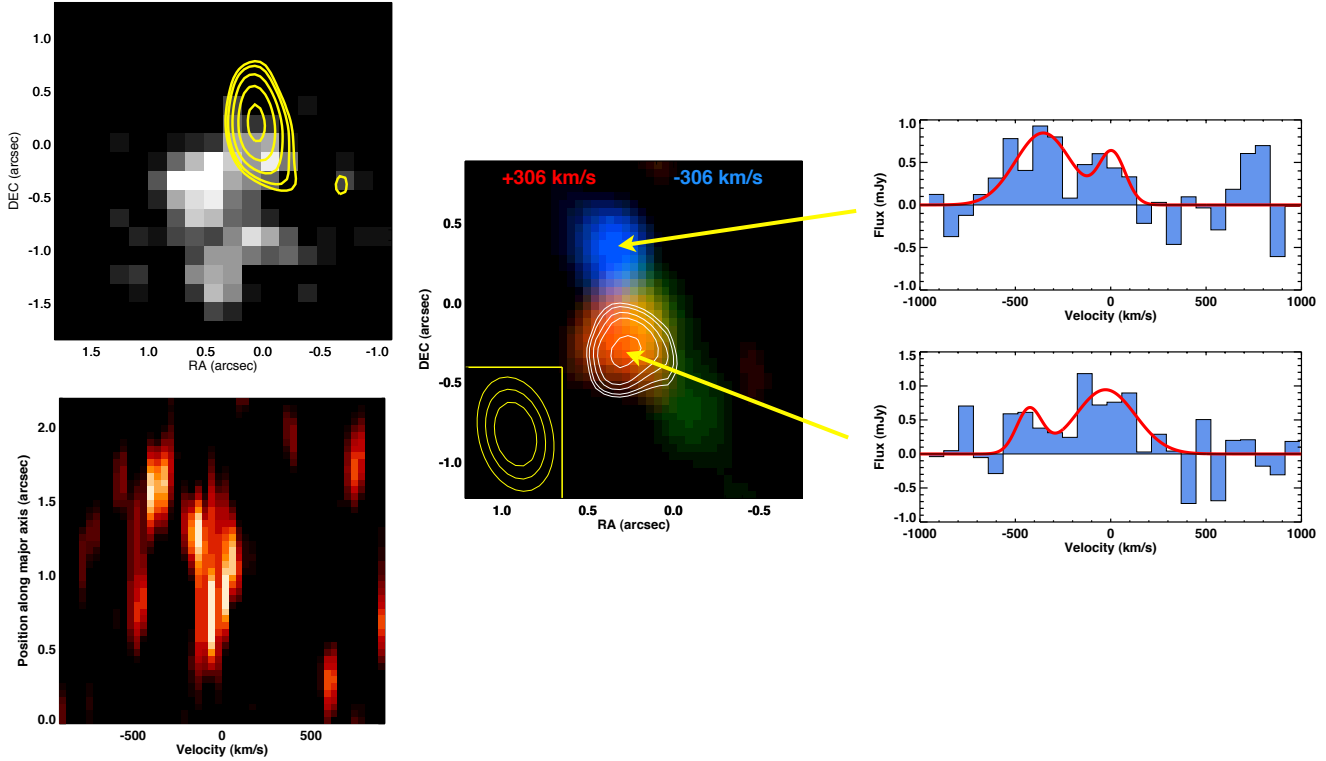 1.0
0.5
0.0
-0.5
-1.0
-1.5
DEC (arcsec)
1.5 1.0 0.5 0.0 -0.5 -1.0
RA (arcsec)
2.0
1.5
1.0
0.5
0.0
Position along major axis (arcsec)
-500 0 500
Velocity (km/s)
+306 km/s -306 km/s
0.5
0.0
-0.5
-1.0
DEC (arcsec)
1.0 0.5 0.0 -0.5
RA (arcsec)
1.0
0.5
0.0
-0.5
-1.0
Flux (mJy)
-1000 -500 0 500 1000
Velocity (km/s)
1.5
1.0
0.5
0.0
-0.5
-1.0
Flux (mJy)
-1000 -500 0 500 1000
Velocity (km/s)